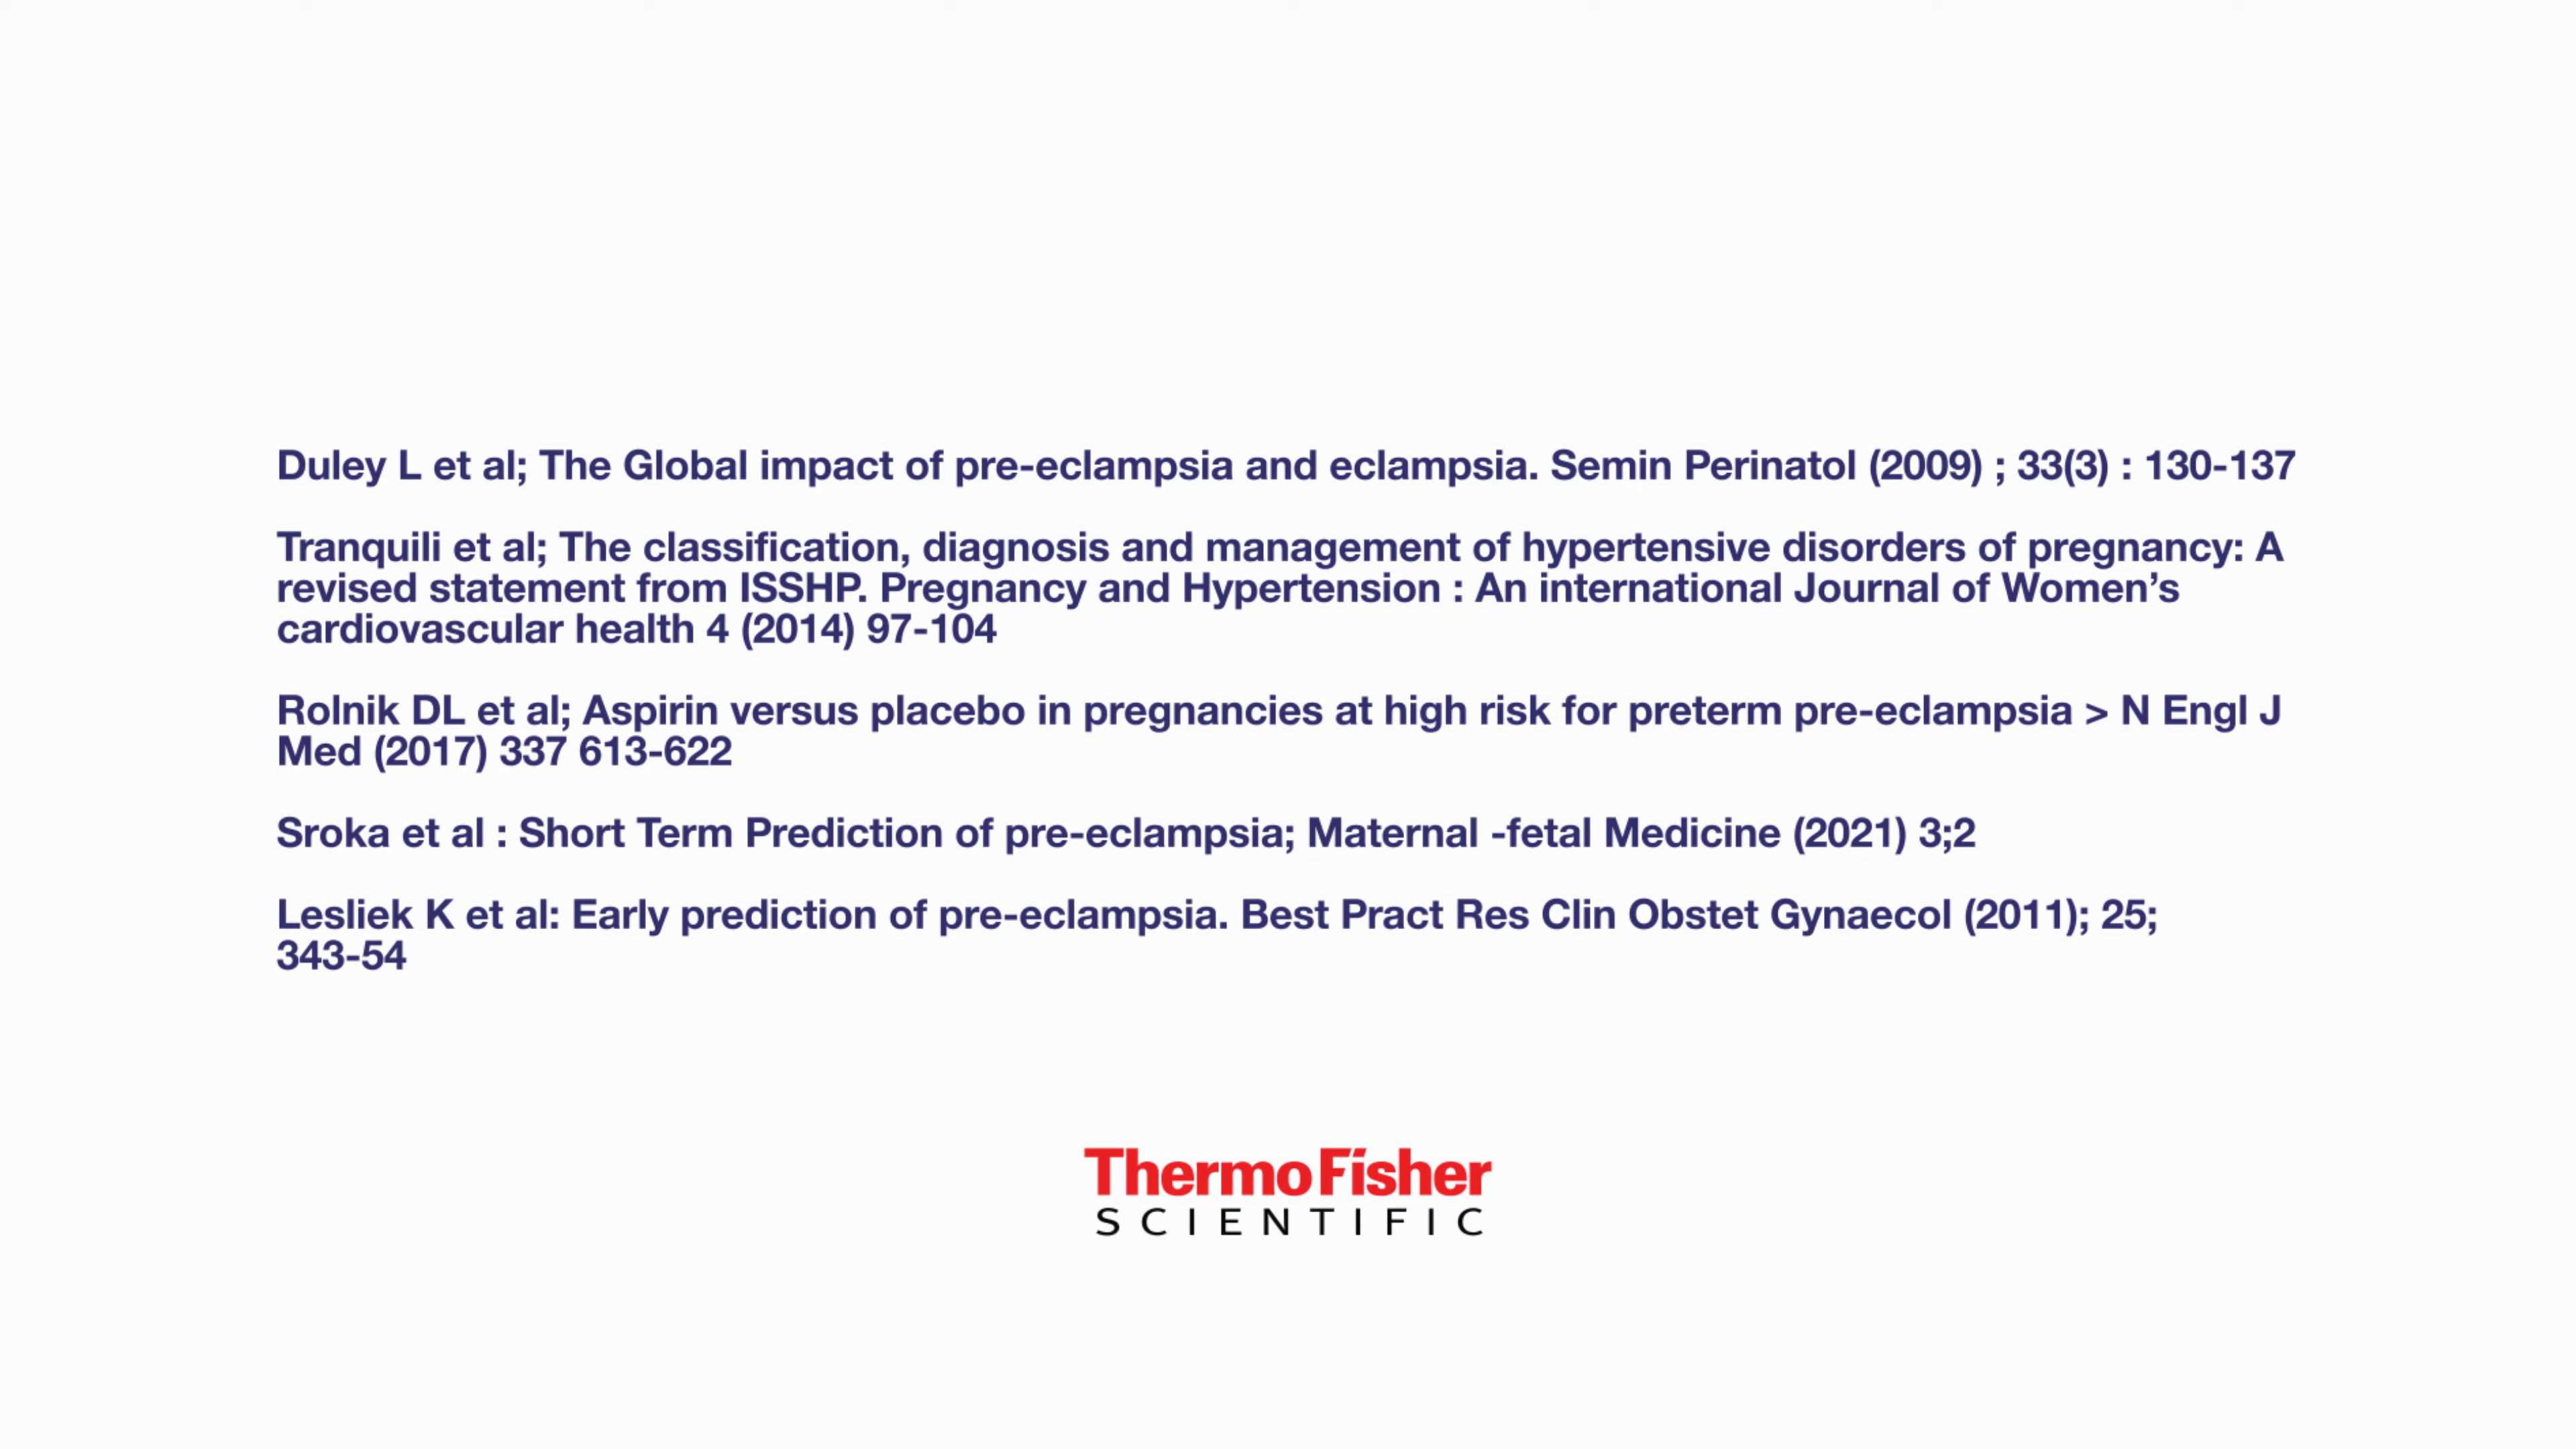 Duley L et al; The Global impact of pre-eclampsia and eclampsia. Semin Perinatol (2009) ; 33(3) : 130-137
Tranquili et al; The classification, diagnosis and management of hypertensive disorders of pregnancy: A
revised statement from ISSHP. Pregnancy and Hypertension : An international Journal of Women’s
cardiovascular health 4 (2014) 97-104
Rolnik DL et al; Aspirin versus placebo in pregnancies at high risk for preterm pre-eclampsia > N Engl J
Med (2017) 337 613-622
Sroka et al : Short Term Prediction of pre-eclampsia; Maternal -fetal Medicine (2021) 3;2
Lesliek K et al: Early prediction of pre-eclampsia. Best Pract Res Clin Obstet Gynaecol (2011); 25;
343-54
ThermoFisher
SCIENTIFIC